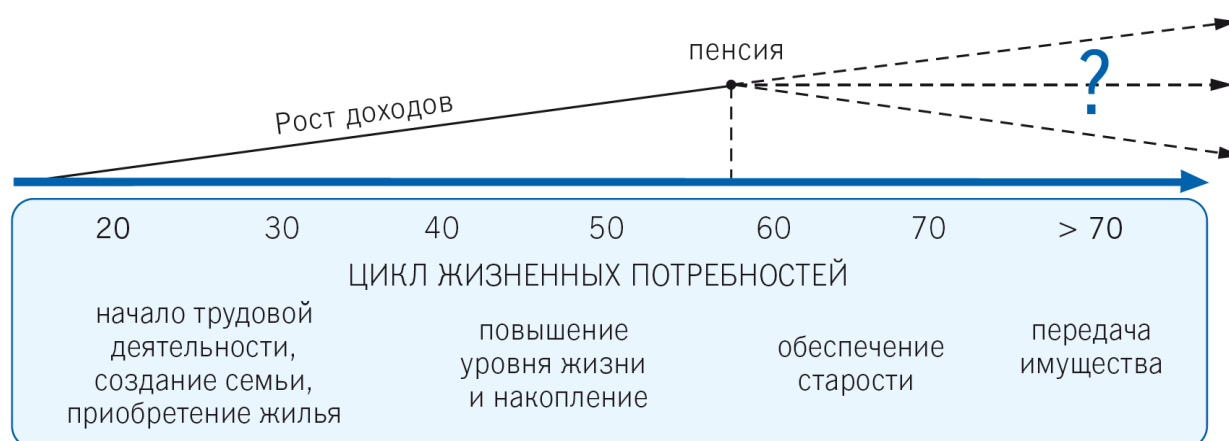 пенсия
?
Рост доходов
20 30 40 50 60 70 > 70
ЦИКЛ ЖИЗНЕННЫХ ПОТРЕБНОСТЕЙ
начало трудовой
деятельности,
создание семьи,
приобретение жилья
повышение
уровня жизни
и накопление
обеспечение
старости
передача
имущества